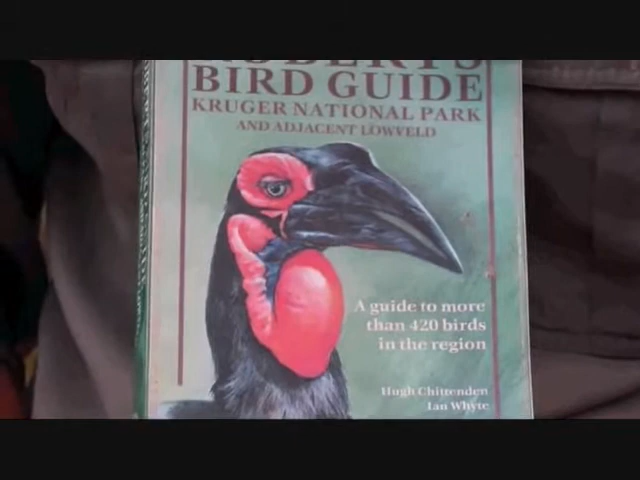 ROBERTS
BIRD GUIDE
KRUGER NATIONAL PARK
AND ADJACENT LOWVELD
A guide to more
than 420 birds
in the region
Hugh Chittenden
Ian Whyte